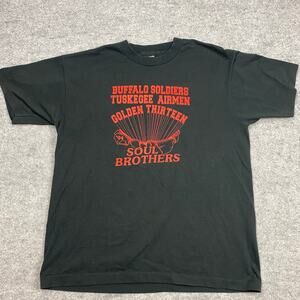 BUFFALO SOLDIERS
TUSKEGEE AIRMEN
GOLDEN THIRTEEN
SOUL
BROTHERS